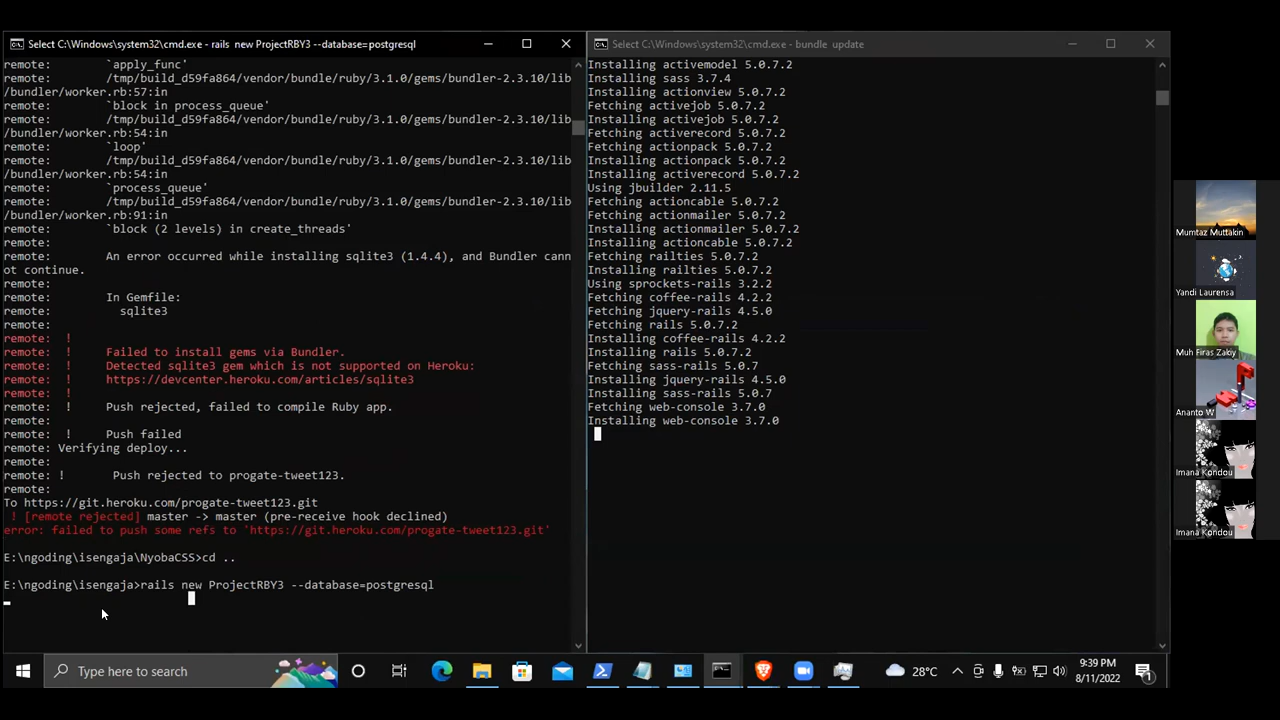 Select C:\Windows\system32\cmd.exe - rails  new ProjectRBY3 --database=postgresql
remote:       `apply_func'
remote:       /tmp/build_d59fa864/vendor/bundle/ruby/3.1.0/gems/bundler-2.3.10/lib
/bundler/worker.rb:57:in
remote:       `block in process_queue'
remote:       /tmp/build_d59fa864/vendor/bundle/ruby/3.1.0/gems/bundler-2.3.10/lib
/bundler/worker.rb:54:in
remote:       `loop'
remote:       /tmp/build_d59fa864/vendor/bundle/ruby/3.1.0/gems/bundler-2.3.10/lib
/bundler/worker.rb:54:in
remote:       `process_queue'
remote:       /tmp/build_d59fa864/vendor/bundle/ruby/3.1.0/gems/bundler-2.3.10/lib
/bundler/worker.rb:91:in
remote:       `block (2 levels) in create_threads'
remote:
remote:       An error occurred while installing sqlite3 (1.4.4), and Bundler cann
ot continue.
remote:
remote:       In Gemfile:
remote:         sqlite3
remote:
remote:  !
remote:  !     Failed to install gems via Bundler.
remote:  !     Detected sqlite3 gem which is not supported on Heroku:
remote:  !     https://devcenter.heroku.com/articles/sqlite3
remote:  !
remote:  !     Push rejected, failed to compile Ruby app.
remote:
remote:  !     Push failed
remote: Verifying deploy...
remote:
remote: !       Push rejected to progate-tweet123.
remote:
To https://git.heroku.com/progate-tweet123.git
 ! [remote rejected] master -> master (pre-receive hook declined)
error: failed to push some refs to 'https://git.heroku.com/progate-tweet123.git'
E:\ngoding\isengaja\NyobaCSS>cd ..
E:\ngoding\isengaja>rails new ProjectRBY3 --database=postgresql
Select C:\Windows\system32\cmd.exe - bundle  update
Installing activemodel 5.0.7.2
Installing sass 3.7.4
Installing actionview 5.0.7.2
Fetching activejob 5.0.7.2
Installing activejob 5.0.7.2
Fetching activerecord 5.0.7.2
Fetching actionpack 5.0.7.2
Installing actionpack 5.0.7.2
Installing activerecord 5.0.7.2
Using jbuilder 2.11.5
Fetching actioncable 5.0.7.2
Fetching actionmailer 5.0.7.2
Installing actionmailer 5.0.7.2
Installing actioncable 5.0.7.2
Fetching railties 5.0.7.2
Installing railties 5.0.7.2
Using sprockets-rails 3.2.2
Fetching coffee-rails 4.2.2
Fetching jquery-rails 4.5.0
Fetching rails 5.0.7.2
Installing coffee-rails 4.2.2
Installing rails 5.0.7.2
Fetching sass-rails 5.0.7
Installing jquery-rails 4.5.0
Installing sass-rails 5.0.7
Fetching web-console 3.7.0
Installing web-console 3.7.0
Mumtaz Muttakin
Yandi Laurensa
Muh Firas Zakiy
Ananto W
Imana Kondou
Imana Kondou
Type here to search
28°C
9:39 PM
8/11/2022
1